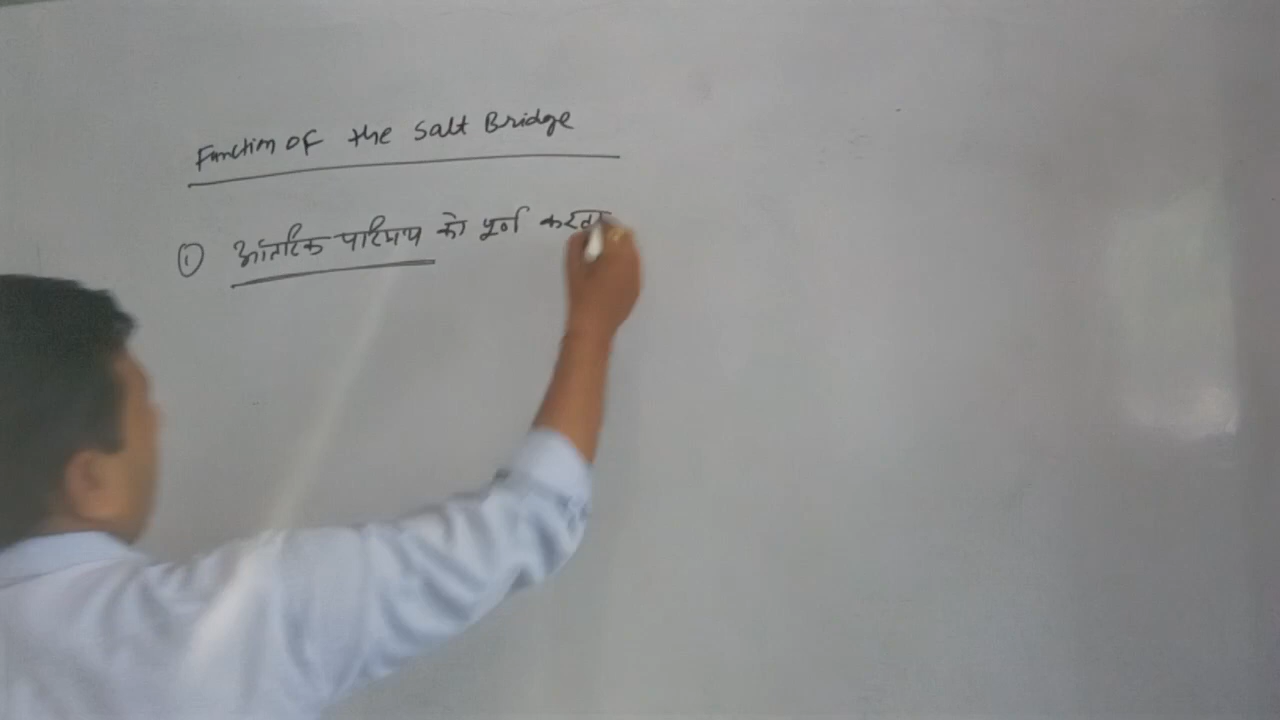 Function of the Salt Bridge
① आंतरिक परिपथ को पूर्ण करता